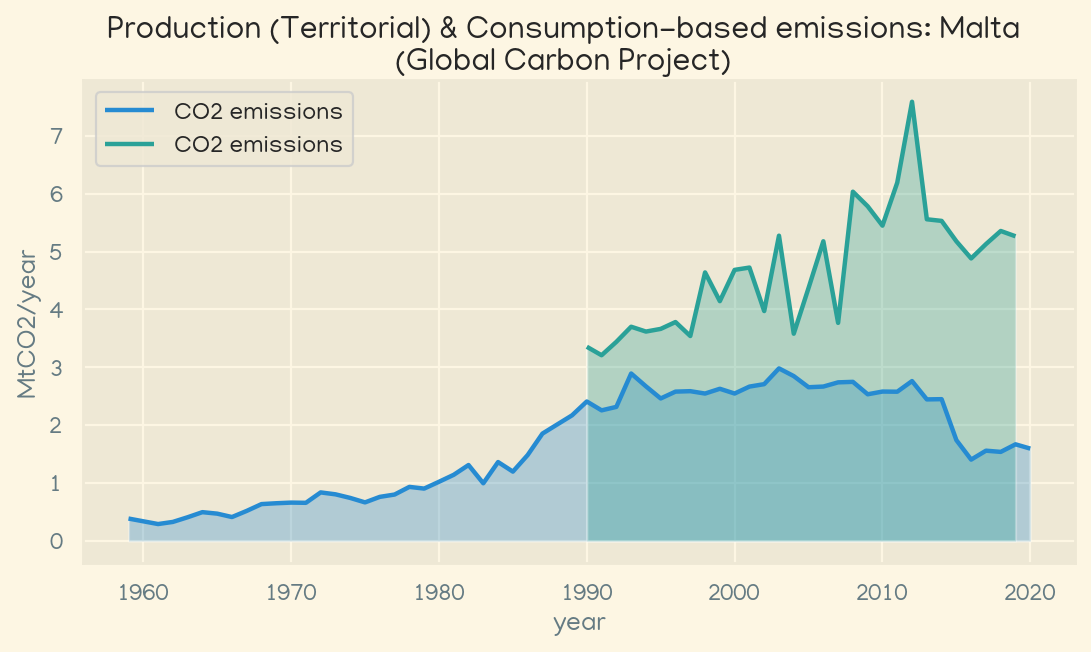 Production (Territorial) & Consumption-based emissions: Malta
(Global Carbon Project)
CO2 emissions
CO2 emissions
MtCO2/year
7
6
5
4
3
2
1
0
1960
1970
1980
1990
2000
2010
2020
year